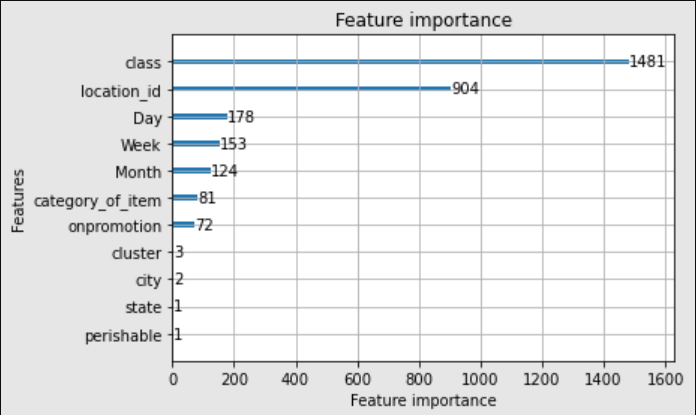 Feature importance
class 1481
location_id 904
Day 178
Week 153
Month 124
category_of_item 81
onpromotion 72
cluster 3
city 2
state 1
perishable 1
Features
0 200 400 600 800 1000 1200 1400 1600
Feature importance